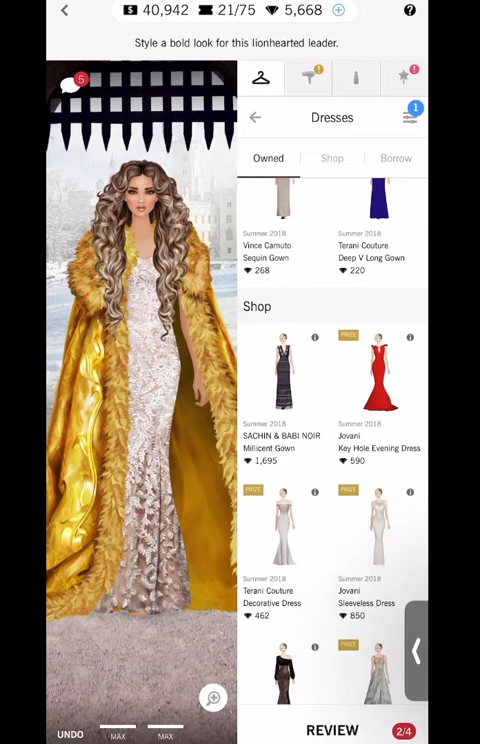 40,942 21/75 5,668
Style a bold look for this lionhearted leader.
5
!
!
Dresses
1
Owned Shop Borrow
Summer 2018
Vince Camuto
Sequin Gown
268
Summer 2018
Terani Couture
Deep V Long Gown
220
Shop
SACHIN & BABI NOIR
Millicent Gown
1,695
PRIZE
Summer 2018
Jovani
Key Hole Evening Dress
590
PRIZE
Summer 2018
Terani Couture
Decorative Dress
462
PRIZE
Summer 2018
Jovani
Sleeveless Dress
850
PRIZE
UNDO
MAX
MAX
REVIEW
2/4